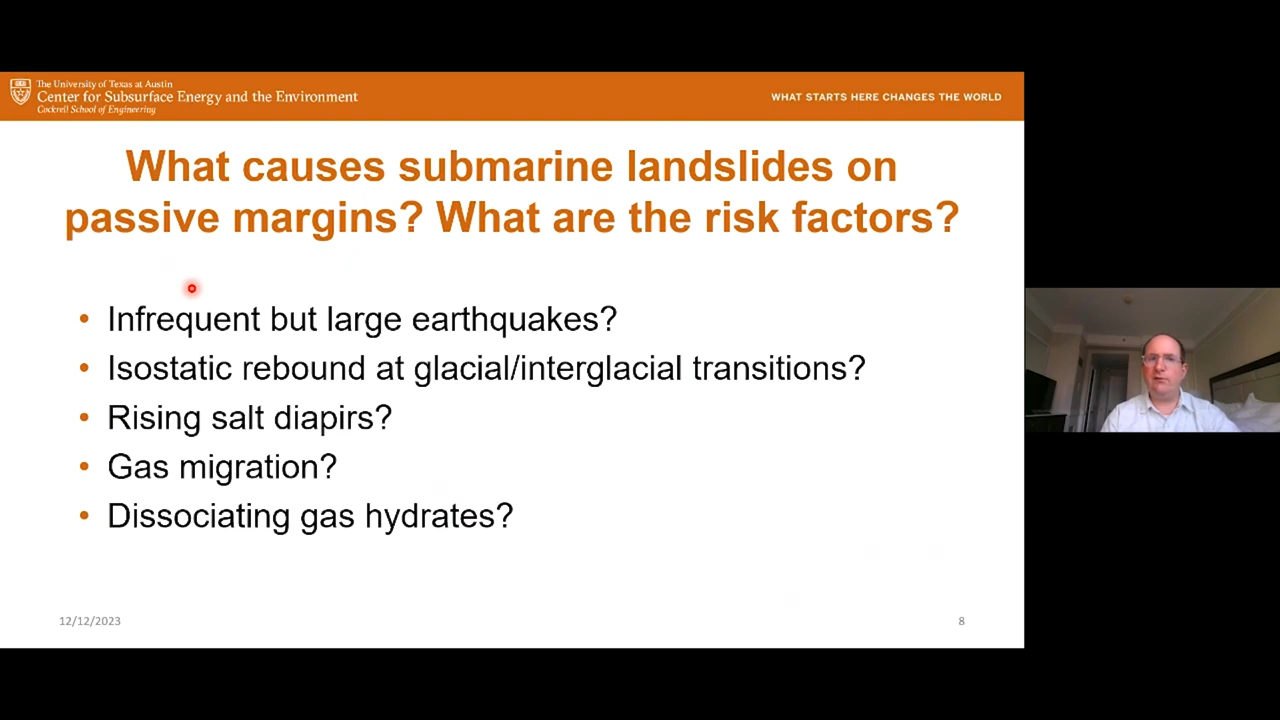 The University of Texas at Austin
Center for Subsurface Energy and the Environment
Cockrell School of Engineering
WHAT STARTS HERE CHANGES THE WORLD
What causes submarine landslides on
passive margins? What are the risk factors?
• Infrequent but large earthquakes?
• Isostatic rebound at glacial/interglacial transitions?
• Rising salt diapirs?
• Gas migration?
• Dissociating gas hydrates?
12/12/2023
8